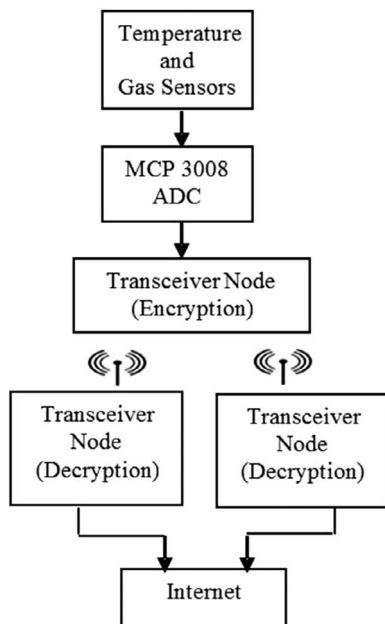 Temperature
and
Gas Sensors
MCP 3008
ADC
Transceiver Node
(Encryption)
Transceiver
Node
(Decryption)
Transceiver
Node
(Decryption)
Internet